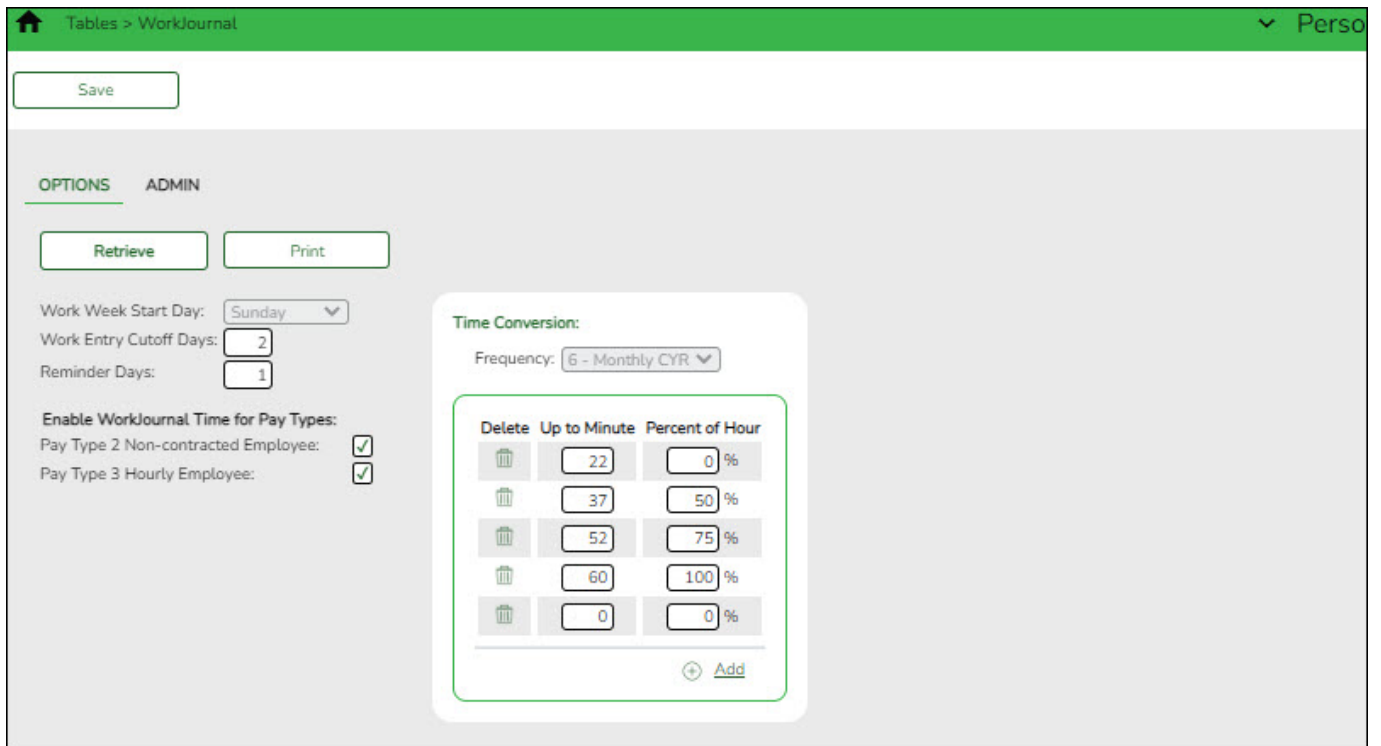 Tables > WorkJournal
Perso
Save
OPTIONS ADMIN
Retrieve Print
Work Week Start Day: Sunday
Work Entry Cutoff Days: 2
Reminder Days: 1
Enable WorkJournal Time for Pay Types:
Pay Type 2 Non-contracted Employee:
Pay Type 3 Hourly Employee:
Time Conversion:
Frequency: 6 - Monthly CYR
Delete Up to Minute Percent of Hour
22 0 %
37 50 %
52 75 %
60 100 %
0 0 %
Add